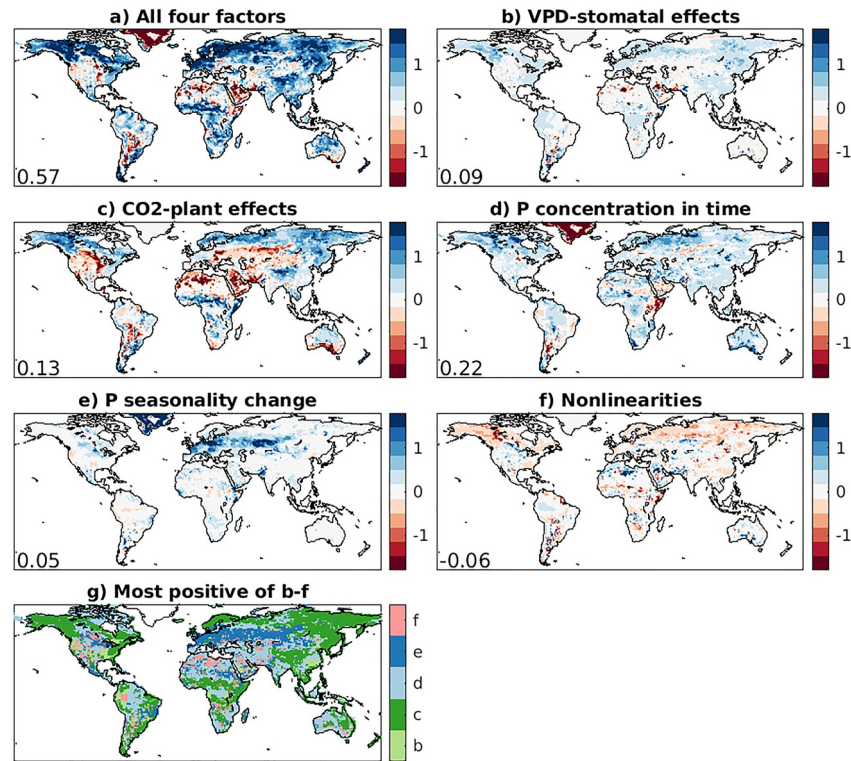 a) All four factors
b) VPD-stomatal effects
1
0
-1
0.57
1
0
-1
0.09
c) CO2-plant effects
d) P concentration in time
1
0
-1
0.13
1
0
-1
0.22
e) P seasonality change
f) Nonlinearities
1
0
-1
0.05
1
0
-1
-0.06
g) Most positive of b-f
f
e
d
c
b